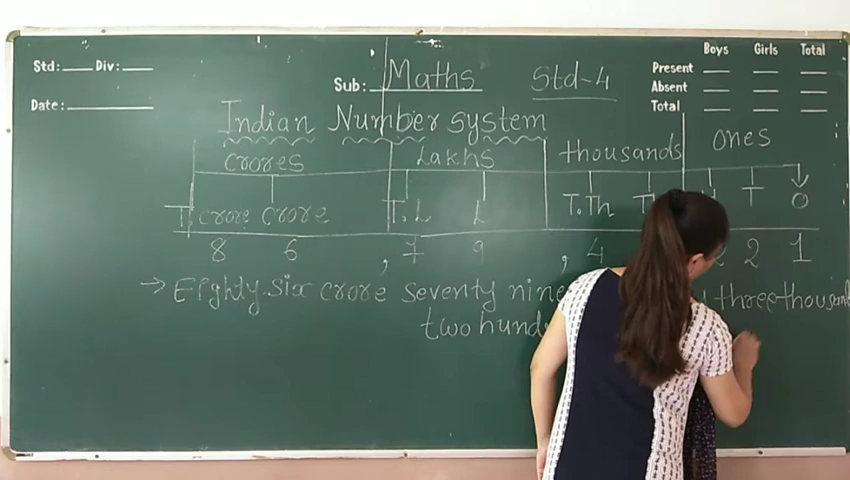 Boys Girls Total
Std: Div: Sub: Maths Std-4 Present
Absent
Date: Total
Indian Number system
crores Lakhs thousands ones
T. crore crore T.L L T.Th T O
8 6 , 7 9 , 4 2 1
→ Eighty-six crore seventy nine three thousand
two